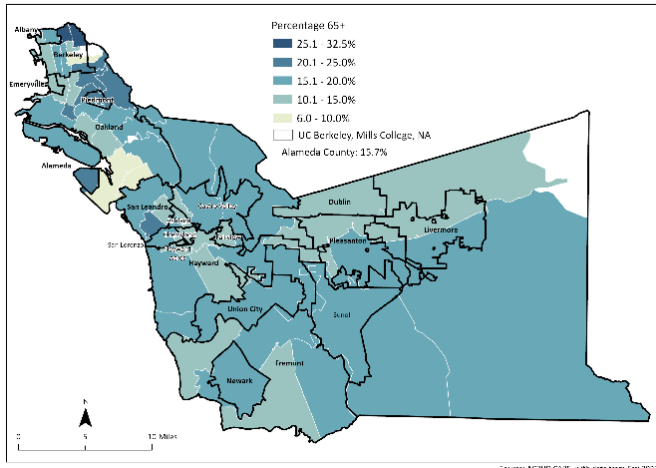 Percentage 65+
25.1 - 32.5%
20.1 - 25.0%
15.1 - 20.0%
10.1 - 15.0%
6.0 - 10.0%
UC Berkeley, Mills College, NA
Alameda County: 15.7%
Albany
Berkeley
Emeryville
Piedmont
Oakland
Alameda
San Leandro
San Lorenzo
Hayward
Dublin
Livermore
Pleasanton
Union City
Sunol
Fremont
Newark
N
0 5 10 Miles